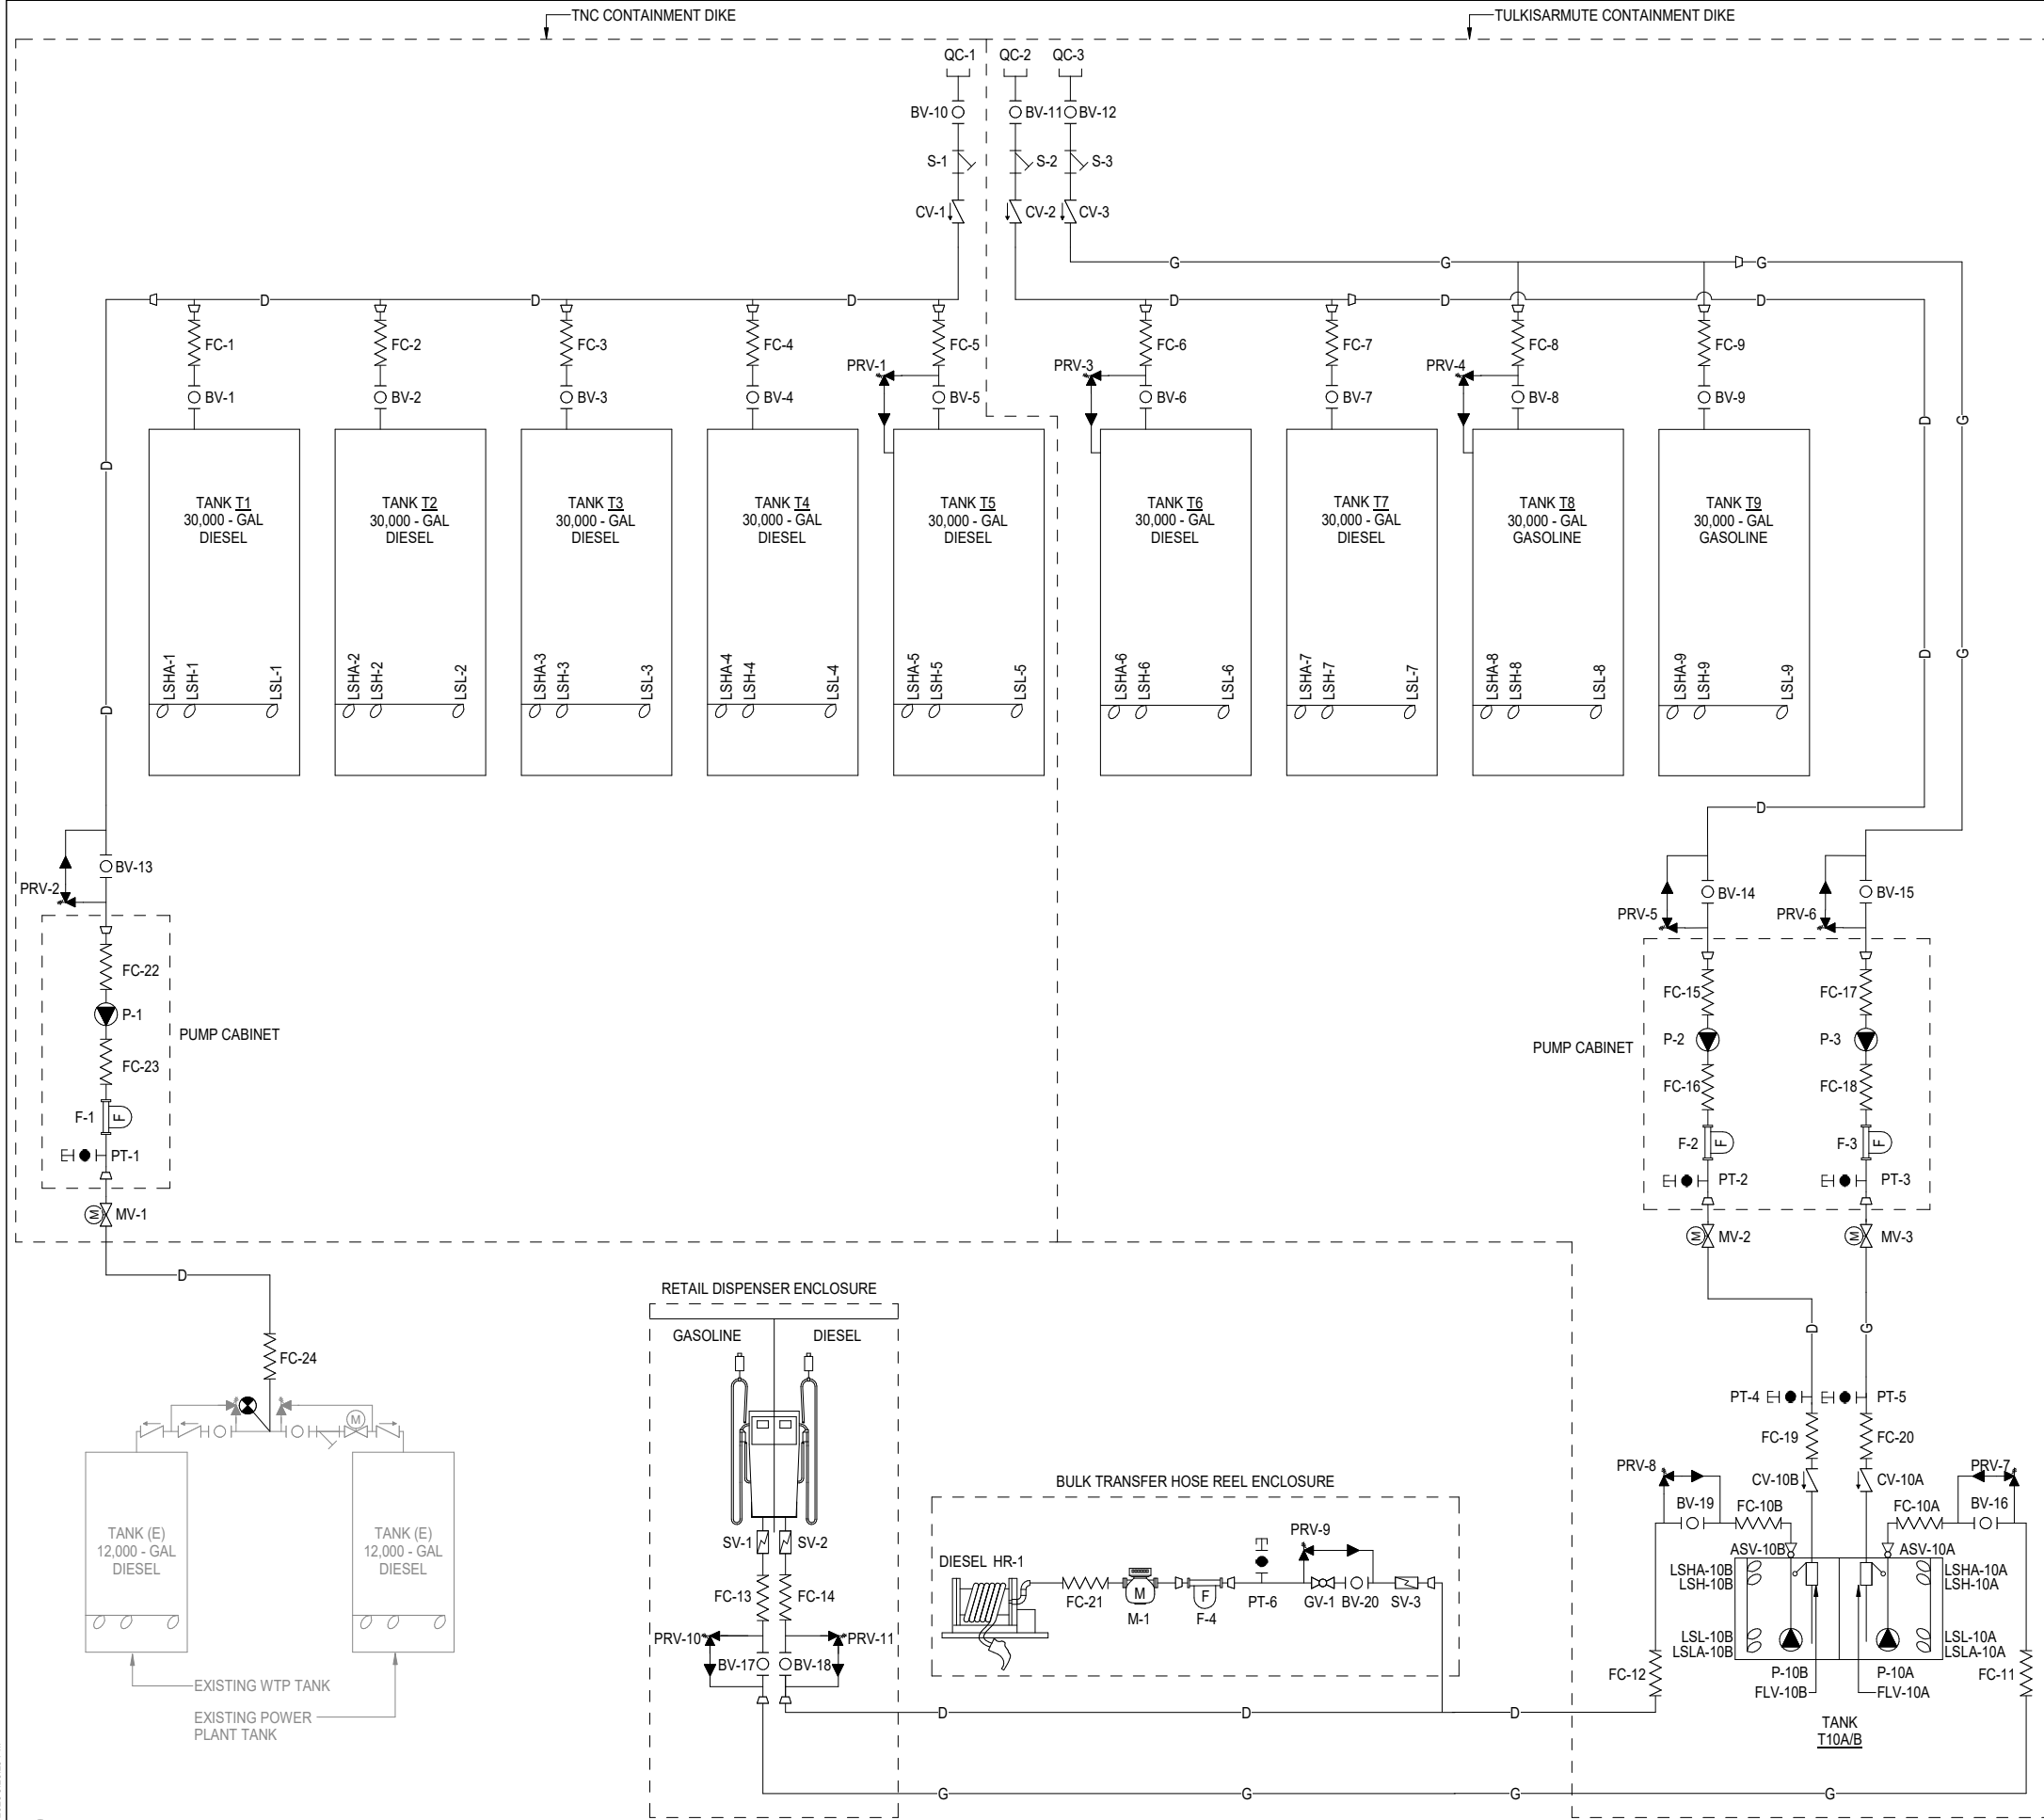 TNC CONTAINMENT DIKE
TULKISARMUTE CONTAINMENT DIKE
QC-1
QC-2
QC-3
BV-10
BV-11
BV-12
S-1
S-2
S-3
CV-1
CV-2
CV-3
G
G
G
D
D
D
D
D
D
D
FC-1
FC-2
FC-3
FC-4
FC-5
FC-6
FC-7
FC-8
FC-9
PRV-1
PRV-3
PRV-4
BV-1
BV-2
BV-3
BV-4
BV-5
BV-6
BV-7
BV-8
BV-9
D
G
D
TANK T1
30,000 - GAL
DIESEL
TANK T2
30,000 - GAL
DIESEL
TANK T3
30,000 - GAL
DIESEL
TANK T4
30,000 - GAL
DIESEL
TANK T5
30,000 - GAL
DIESEL
TANK T6
30,000 - GAL
DIESEL
TANK T7
30,000 - GAL
DIESEL
TANK T8
30,000 - GAL
GASOLINE
TANK T9
30,000 - GAL
GASOLINE
LSHA-1
LSH-1
LSL-1
LSHA-2
LSH-2
LSL-2
LSHA-3
LSH-3
LSL-3
LSHA-4
LSH-4
LSL-4
LSHA-5
LSH-5
LSL-5
LSHA-6
LSH-6
LSL-6
LSHA-7
LSH-7
LSL-7
LSHA-8
LSH-8
LSL-8
LSHA-9
LSH-9
LSL-9
D
G
D
D
BV-13
PRV-2
FC-22
P-1
PUMP CABINET
FC-23
F-1
F
PT-1
M
MV-1
D
FC-24
M
TANK (E)
12,000 - GAL
DIESEL
TANK (E)
12,000 - GAL
DIESEL
EXISTING WTP TANK
EXISTING POWER
PLANT TANK
BV-14
BV-15
PRV-5
PRV-6
FC-15
FC-17
P-2
P-3
PUMP CABINET
FC-16
FC-18
F-2
F
F-3
F
PT-2
PT-3
M
MV-2
M
MV-3
D
G
PT-4
PT-5
FC-19
FC-20
PRV-8
CV-10B
CV-10A
PRV-7
BV-19
FC-10B
FC-10A
BV-16
ASV-10B
ASV-10A
LSHA-10B
LSH-10B
LSHA-10A
LSH-10A
LSL-10B
LSLA-10B
LSL-10A
LSLA-10A
FC-12
P-10B
P-10A
FC-11
FLV-10B
FLV-10A
TANK
T10A/B
RETAIL DISPENSER ENCLOSURE
GASOLINE
DIESEL
SV-1
SV-2
FC-13
FC-14
PRV-10
PRV-11
BV-17
BV-18
BULK TRANSFER HOSE REEL ENCLOSURE
DIESEL HR-1
FC-21
M
M-1
F
F-4
PT-6
PRV-9
GV-1
BV-20
SV-3
D
D
D
G
G
G
G